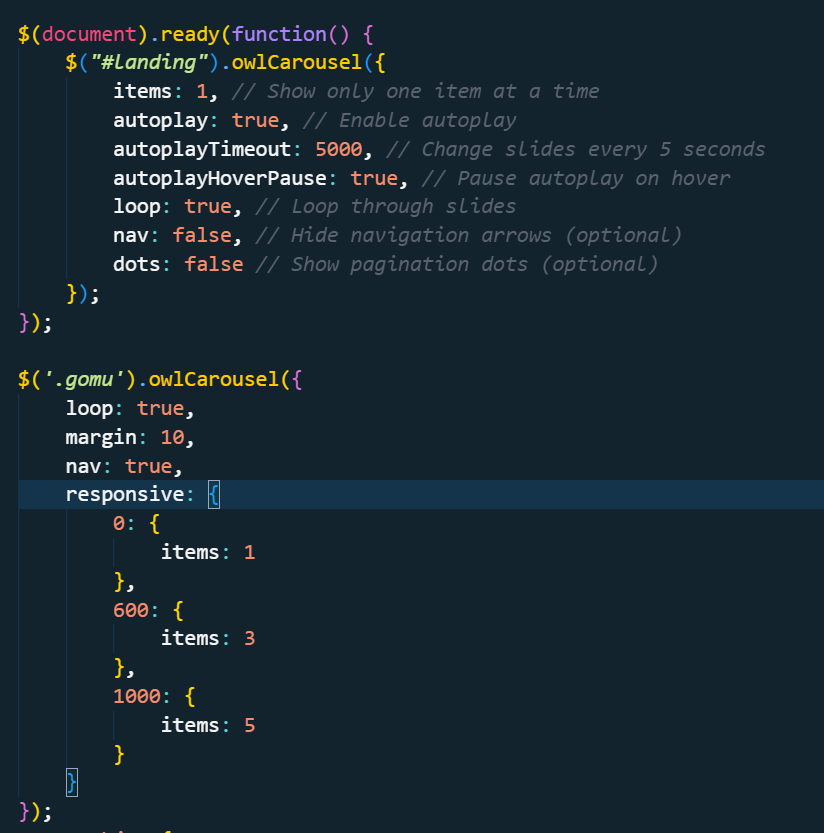 $(document).ready(function() {
    $("#landing").owlCarousel({
        items: 1, // Show only one item at a time
        autoplay: true, // Enable autoplay
        autoplayTimeout: 5000, // Change slides every 5 seconds
        autoplayHoverPause: true, // Pause autoplay on hover
        loop: true, // Loop through slides
        nav: false, // Hide navigation arrows (optional)
        dots: false // Show pagination dots (optional)
    });
});

$('.gomu').owlCarousel({
    loop: true,
    margin: 10,
    nav: true,
    responsive: {
        0: {
            items: 1
        },
        600: {
            items: 3
        },
        1000: {
            items: 5
        }
    }
});